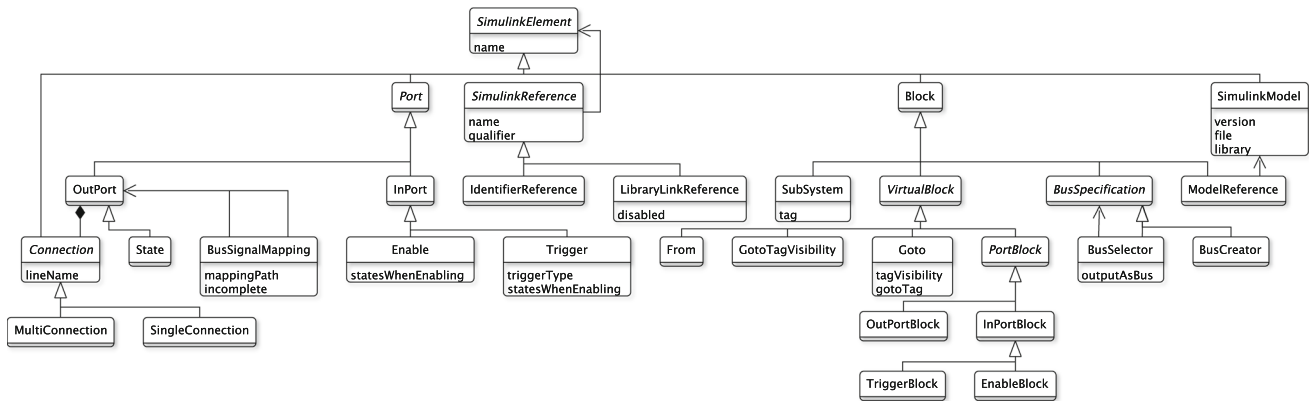 SimulinkElement
name
Port
SimulinkReference
name
qualifier
Block
SimulinkModel
version
file
library
OutPort
InPort
IdentifierReference
LibraryLinkReference
disabled
SubSystem
tag
VirtualBlock
BusSpecification
ModelReference
Connection
lineName
State
BusSignalMapping
mappingPath
incomplete
Enable
statesWhenEnabling
Trigger
triggerType
statesWhenEnabling
From
GotoTagVisibility
Goto
tagVisibility
gotoTag
PortBlock
BusSelector
outputAsBus
BusCreator
MultiConnection
SingleConnection
OutPortBlock
InPortBlock
TriggerBlock
EnableBlock